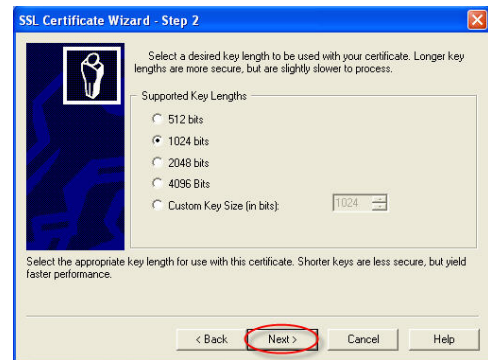 SSL Certificate Wizard - Step 2
Select a desired key length to be used with your certificate. Longer key
lengths are more secure, but are slightly slower to process.
Supported Key Lengths
512 bits
1024 bits
2048 bits
4096 Bits
Custom Key Size (in bits):
1024
Select the appropriate key length for use with this certificate. Shorter keys are less secure, but yield
faster performance.
< Back
Next >
Cancel
Help